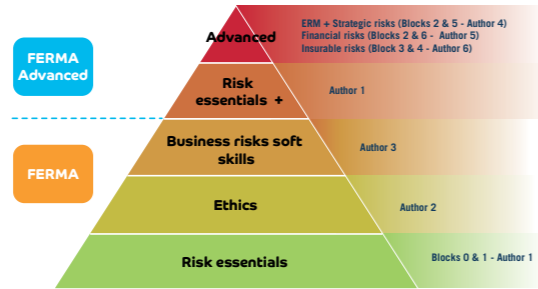 FERMA
Advanced
FERMA
Advanced
Risk
essentials +
Business risks soft
skills
Ethics
Risk essentials
ERM + Strategic risks (Blocks 2 & 5 - Author 4)
Financial risks (Blocks 2 & 6 - Author 5)
Insurable risks (Block 3 & 4 - Author 6)
Author 1
Author 3
Author 2
Blocks 0 & 1 - Author 1